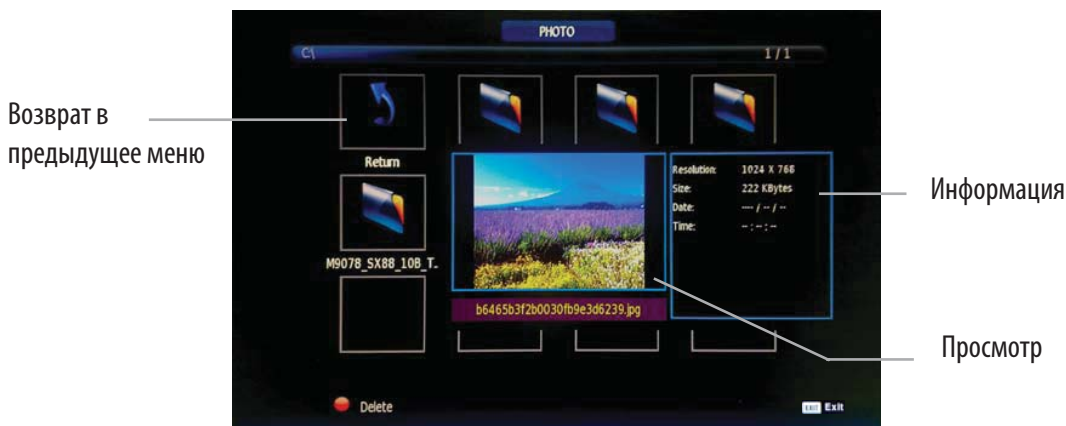 PHOTO
C\
1 / 1
Возврат в
предыдущее меню
Return
Resolution: 1024 X 768
Size: 222 KBytes
Date: ---- / -- / --
Time: -- : -- : --
Информация
M9078_SX88_10B_T..
b6465b3f2b0030fb9e3d6239.jpg
Просмотр
Delete
EXIT Exit